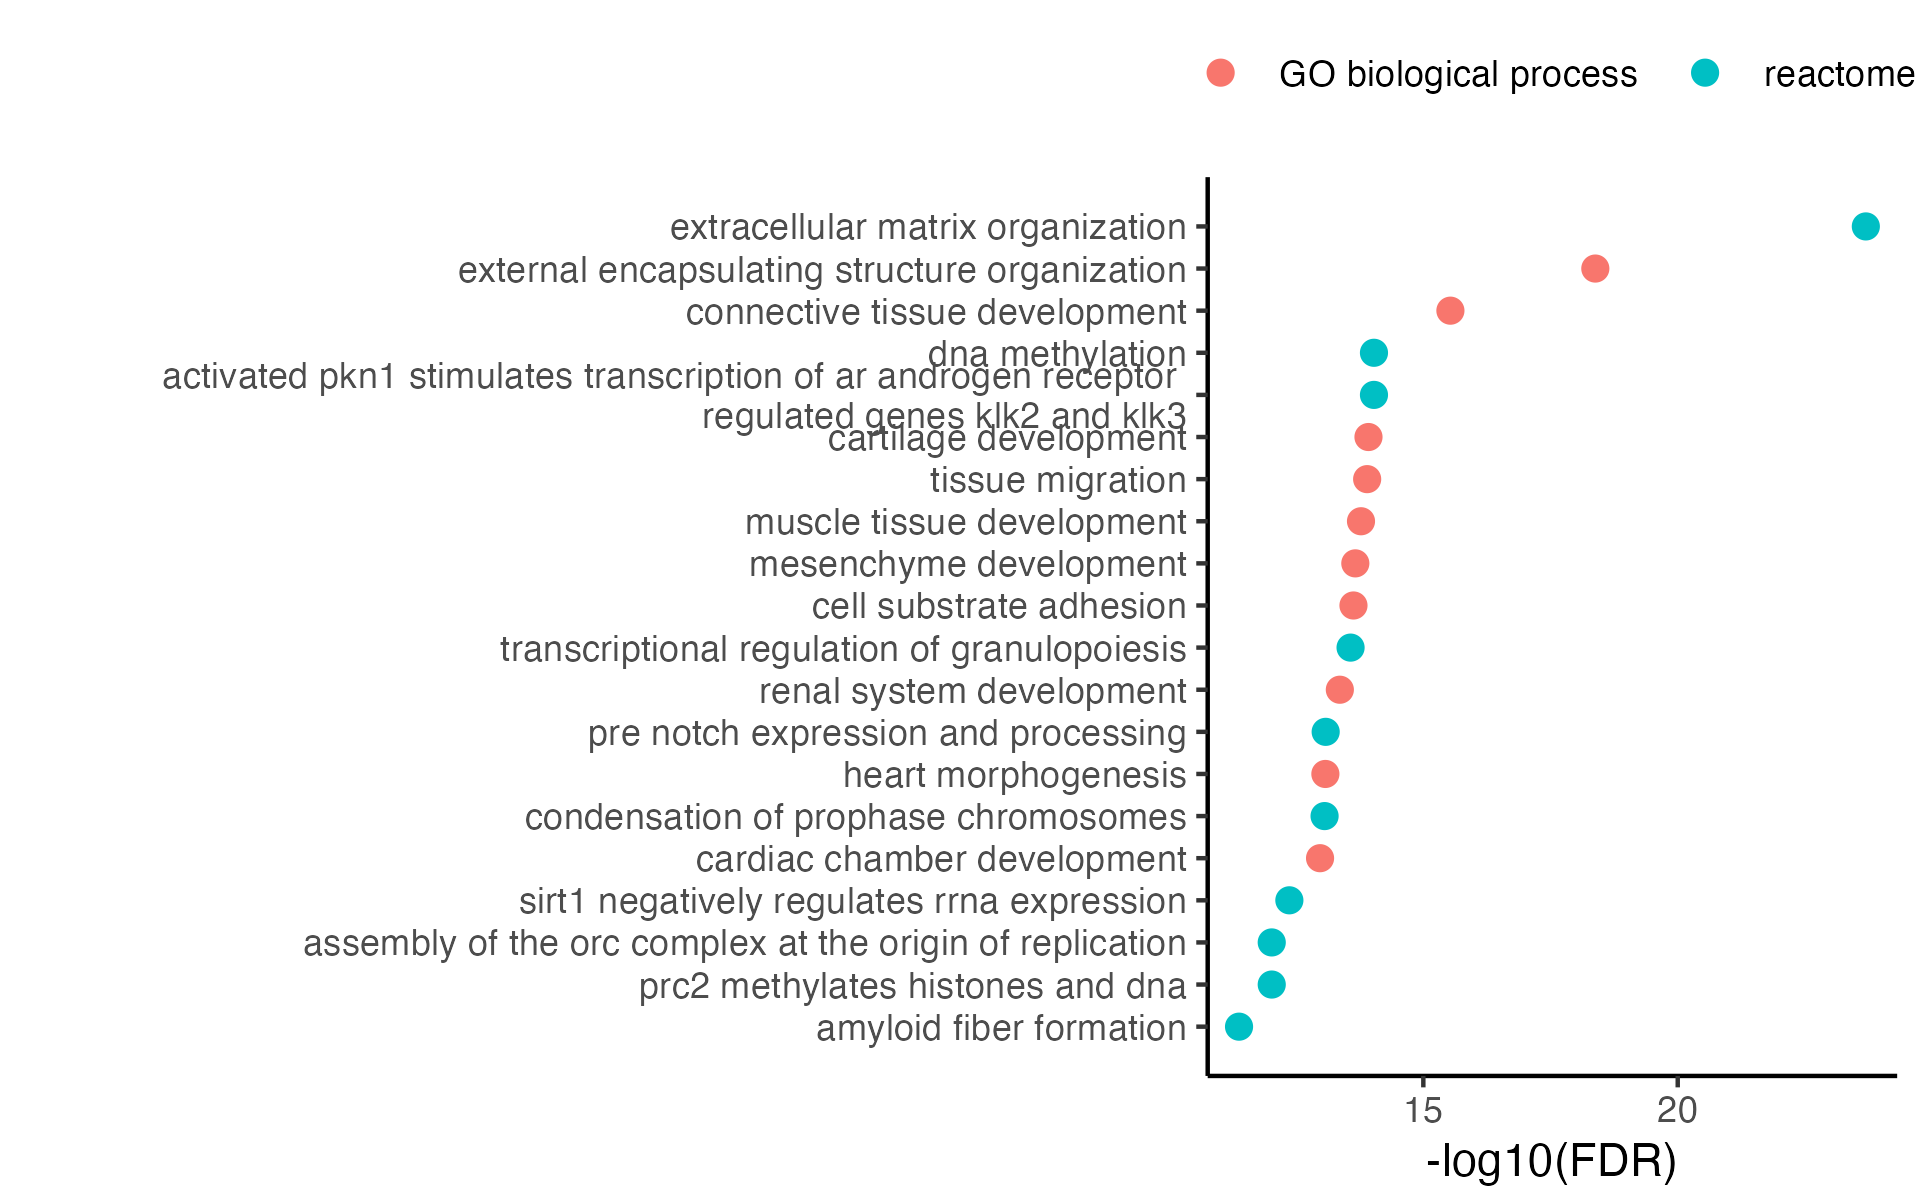 GO biological process reactome
extracellular matrix organization
external encapsulating structure organization
connective tissue development
dna methylation
activated pkn1 stimulates transcription of ar androgen receptor
regulated genes klk2 and klk3
cartilage development
tissue migration
muscle tissue development
mesenchyme development
cell substrate adhesion
transcriptional regulation of granulopoiesis
renal system development
pre notch expression and processing
heart morphogenesis
condensation of prophase chromosomes
cardiac chamber development
sirt1 negatively regulates rrna expression
assembly of the orc complex at the origin of replication
prc2 methylates histones and dna
amyloid fiber formation
15 20
-log10(FDR)